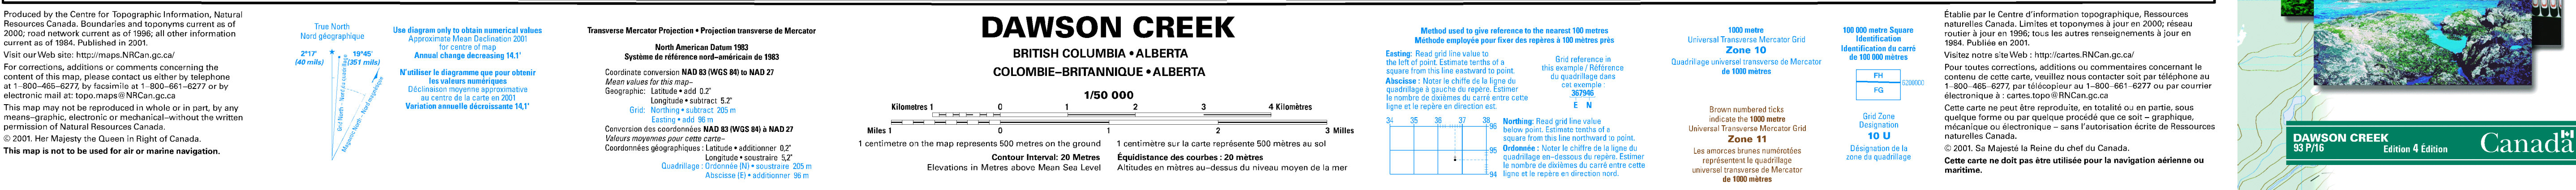 Produced by the Centre for Topographic Information, Natural
Resources Canada. Boundaries and toponyms current as of
2000; road network current as of 1996; all other information
current as of 1984. Published in 2001.
Visit our Web site: http://maps.NRCan.gc.ca/
For corrections, additions or comments concerning the
content of this map, please contact us either by telephone
at 1-800-465-6277, by facsimile at 1-800-661-6277 or by
electronic mail at: topo.maps@NRCan.gc.ca
This map may not be reproduced in whole or in part, by any
means-graphic, electronic or mechanical-without the written
permission of Natural Resources Canada.
© 2001. Her Majesty the Queen in Right of Canada.
This map is not to be used for air or marine navigation.
True North
Nord géographique
2°17'
(40 mils)
19°45'
(351 mils)
Grid North - Nord du quadrillage
Magnetic North - Nord magnétique
Use diagram only to obtain numerical values
Approximate Mean Declination 2001
for centre of map
Annual change decreasing 14.1'
N'utiliser le diagramme que pour obtenir
les valeurs numériques
Déclinaison moyenne approximative
au centre de la carte en 2001
Variation annuelle décroissante 14,1'
Transverse Mercator Projection • Projection transverse de Mercator
North American Datum 1983
Système de référence nord-américain de 1983
Coordinate conversion NAD 83 (WGS 84) to NAD 27
Mean values for this map-
Geographic: Latitude • add 0.2"
Longitude • subtract 5.2"
Grid: Northing • subtract 205 m
Easting • add 96 m
Conversion des coordonnées NAD 83 (WGS 84) à NAD 27
Valeurs moyennes pour cette carte-
Coordonnées géographiques : Latitude • additionner 0,2"
Longitude • soustraire 5,2"
Quadrillage : Ordonnée (N) • soustraire 205 m
Abscisse (E) • additionner 96 m
DAWSON CREEK
BRITISH COLUMBIA • ALBERTA
COLOMBIE-BRITANNIQUE • ALBERTA
1/50 000
Kilometres 1 0 1 2 3 4 Kilomètres
Miles 1 0 1 2 3 Milles
1 centimetre on the map represents 500 metres on the ground
1 centimètre sur la carte représente 500 mètres au sol
Contour Interval: 20 Metres
Elevations in Metres above Mean Sea Level
Équidistance des courbes : 20 mètres
Altitudes en mètres au-dessus du niveau moyen de la mer
Method used to give reference to the nearest 100 metres
Méthode employée pour fixer des repères à 100 mètres près
Easting: Read grid line value to
the left of point. Estimate tenths of a
square from this line eastward to point.
Abscisse : Noter le chiffre de la ligne du
quadrillage à gauche du repère. Estimer
le nombre de dixièmes du carré entre cette
ligne et le repère en direction est.
Grid reference in
this exemple / Référence
du quadrillage dans
cet exemple :
367946
E N
34 35 36 37 38
96
95
94
Northing: Read grid line value
below point. Estimate tenths of a
square from this line northward to point.
Ordonnée : Noter le chiffre de la ligne du
quadrillage en-dessous du repère. Estimer
le nombre de dixièmes du carré entre cette
ligne et le repère en direction nord.
1000 metre
Universal Transverse Mercator Grid
Zone 10
Quadrillage universel transverse de Mercator
de 1000 mètres
Brown numbered ticks
indicate the 1000 metre
Universal Transverse Mercator Grid
Zone 11
Les amorces brunes numérotées
représentent le quadrillage
universel transverse de Mercator
de 1000 mètres
100 000 metre Square
Identification
Identification du carré
de 100 000 mètres
FH
FG
Grid Zone
Designation
10 U
Désignation de la
zone du quadrillage
Établie par le Centre d'information topographique, Ressources
naturelles Canada. Limites et toponymes à jour en 2000; réseau
routier à jour en 1996; tous les autres renseignements à jour en
1984. Publiée en 2001.
Visitez notre site Web : http://cartes.RNCan.gc.ca/
Pour toutes corrections, additions ou commentaires concernant le
contenu de cette carte, veuillez nous contacter soit par téléphone au
1-800-465-6277, par télécopieur au 1-800-661-6277 ou par courrier
électronique à : cartes.topo@RNCan.gc.ca
Cette carte ne peut être reproduite, en totalité ou en partie, sous
quelque forme ou par quelque procédé que ce soit - graphique,
mécanique ou électronique - sans l'autorisation écrite de Ressources
naturelles Canada.
© 2001. Sa Majesté la Reine du chef du Canada.
Cette carte ne doit pas être utilisée pour la navigation aérienne ou
maritime.
DAWSON CREEK
93 P/16
Edition 4 Édition
Canada